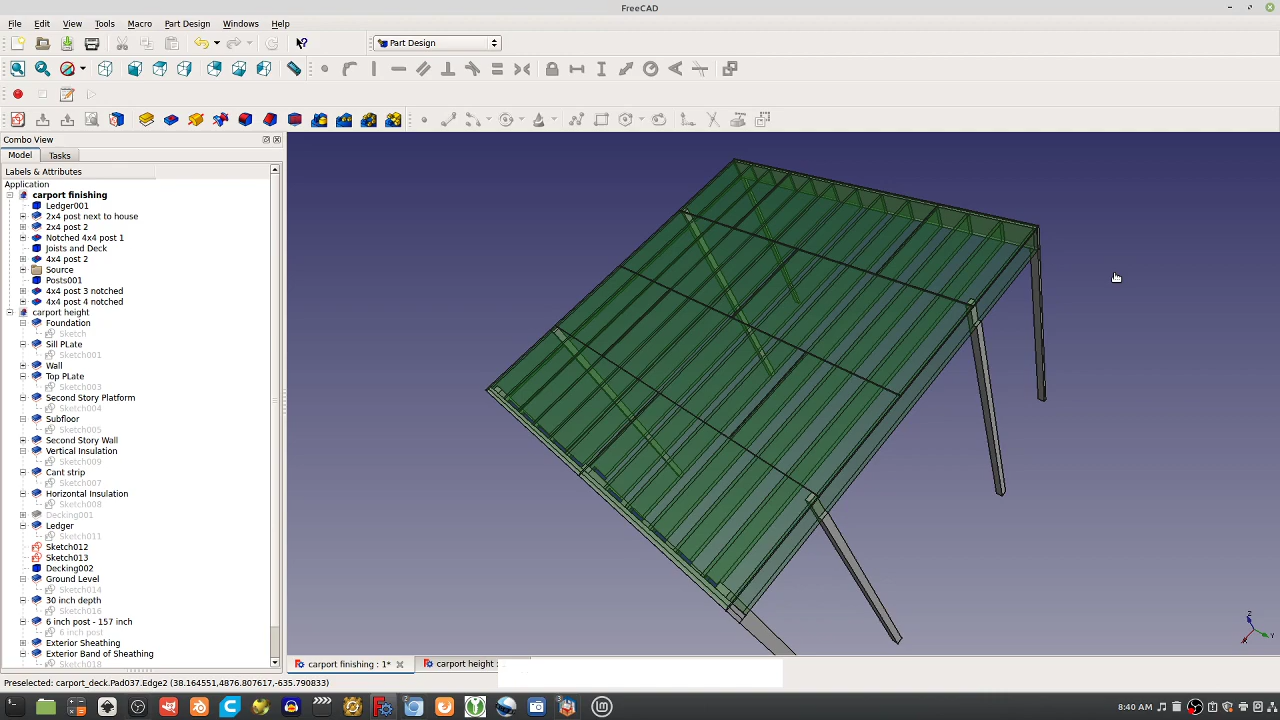 FreeCAD
File Edit View Tools Macro Part Design Windows Help
Part Design
Combo View
Model Tasks
Labels & Attributes
Application
carport finishing
Ledger001
2x4 post next to house
2x4 post 2
Notched 4x4 post 1
Joists and Deck
4x4 post 2
Source
Posts001
4x4 post 3 notched
4x4 post 4 notched
carport height
Foundation
Sketch
Sill PLate
Sketch001
Wall
Top PLate
Sketch003
Second Story Platform
Sketch004
Subfloor
Sketch005
Second Story Wall
Vertical Insulation
Sketch009
Cant strip
Sketch007
Horizontal Insulation
Sketch008
Decking001
Ledger
Sketch011
Sketch012
Sketch013
Decking002
Ground Level
Sketch014
30 inch depth
Sketch016
6 inch post - 157 inch
6 inch post
Exterior Sheathing
Exterior Band of Sheathing
Sketch018
Z
Y
carport finishing : 1*
carport height :
Preselected: carport_deck.Pad037.Edge2 (38.164551,4876.807617,-635.790833)
2
3
8:40 AM